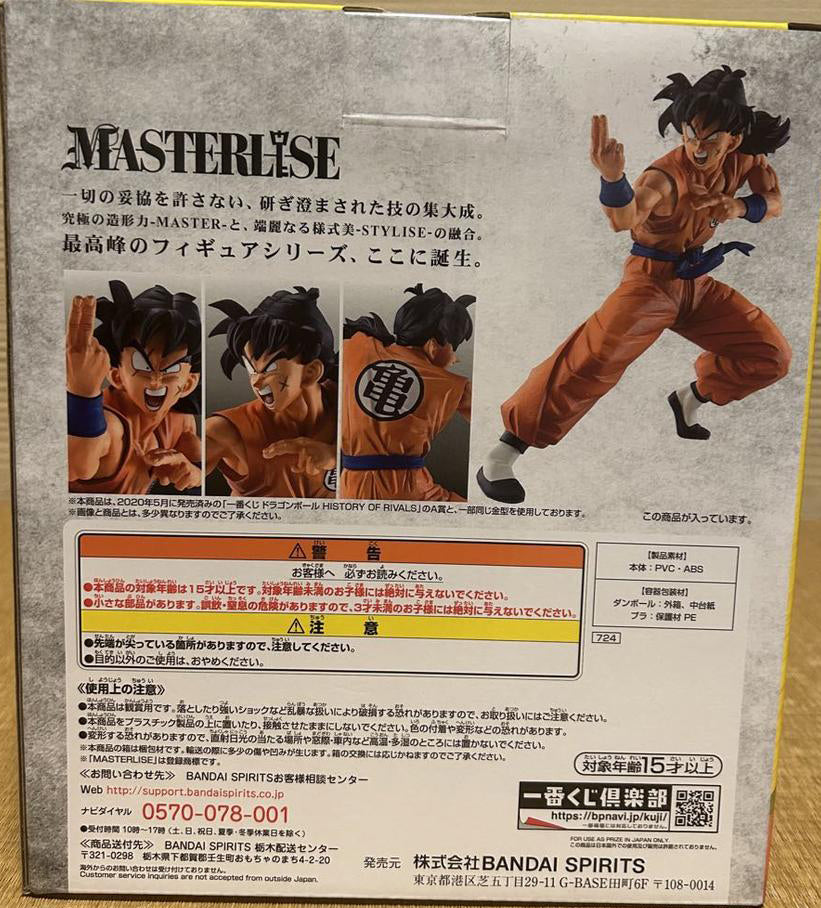 MASTERLISE
一切の妥協を許さない、研ぎ澄まされた技の集大成。
究極の造形力-MASTER-と、端麗なる様式美-STYLISE-の融合。
最高峰のフィギュアシリーズ、ここに誕生。
亀
※本商品は、2020年5月に発売済みの「一番くじ ドラゴンボール HISTORY OF RIVALS」のA賞と、一部同じ金型を使用しております。
※画像と商品とは、多少異なりますのでご了承ください。
この商品が入っています。
⚠警告
お客様へ 必ずお読みください。
●本商品の対象年齢は15才以上です。対象年齢未満のお子様には絶対に与えないでください。
●小さな部品があります。誤飲・窒息の危険がありますので、3才未満のお子様には絶対に与えないでください。
⚠注意
●先端が尖っている箇所がありますので、注意してください。
●目的以外のご使用は、おやめください。
【製品素材】
本体：PVC・ABS
【容器包装材】
ダンボール：外箱、中台紙
プラ：保護材 PE
724
《使用上の注意》
●本商品は観賞用です。落としたり強いショックなど乱暴な扱いにより破損する恐れがありますので、お取り扱いにはご注意ください。
●本商品をプラスチック製品の上に置いたり、接触させたままにしないでください。色の付着や変形などの恐れがあります。
●変形する恐れがありますので、直射日光の当たる場所や窓際・車内など高温・多湿のところには置かないでください。
※本商品の箱は梱包材です。輸送の際に多少の傷や凹みが生じます。箱の交換には応じかねますのでご了承ください。
※「MASTERLISE」は登録商標です。
対象年齢15才以上
《お問い合わせ先》 BANDAI SPIRITSお客様相談センター
Web http://support.bandaispirits.co.jp
ナビダイヤル 0570-078-001
●受付時間 10時〜17時（土、日、祝日、夏季・冬季休業日を除く）
一番くじ倶楽部
https://bpnavi.jp/kuji/
FOR USE AS PRIZE IN JAPAN ONLY
この商品は日本国外での使用及び販売は許諾されておりません。
《商品送付先》 BANDAI SPIRITS 栃木配送センター
〒321-0298 栃木県下都賀郡壬生町おもちゃのまち4-2-20
海外からのお問い合わせは受け付けておりません。
Customer service inquiries are not accepted from outside Japan.
発売元 株式会社BANDAI SPIRITS
東京都港区芝五丁目29-11 G-BASE田町6F 〒108-0014